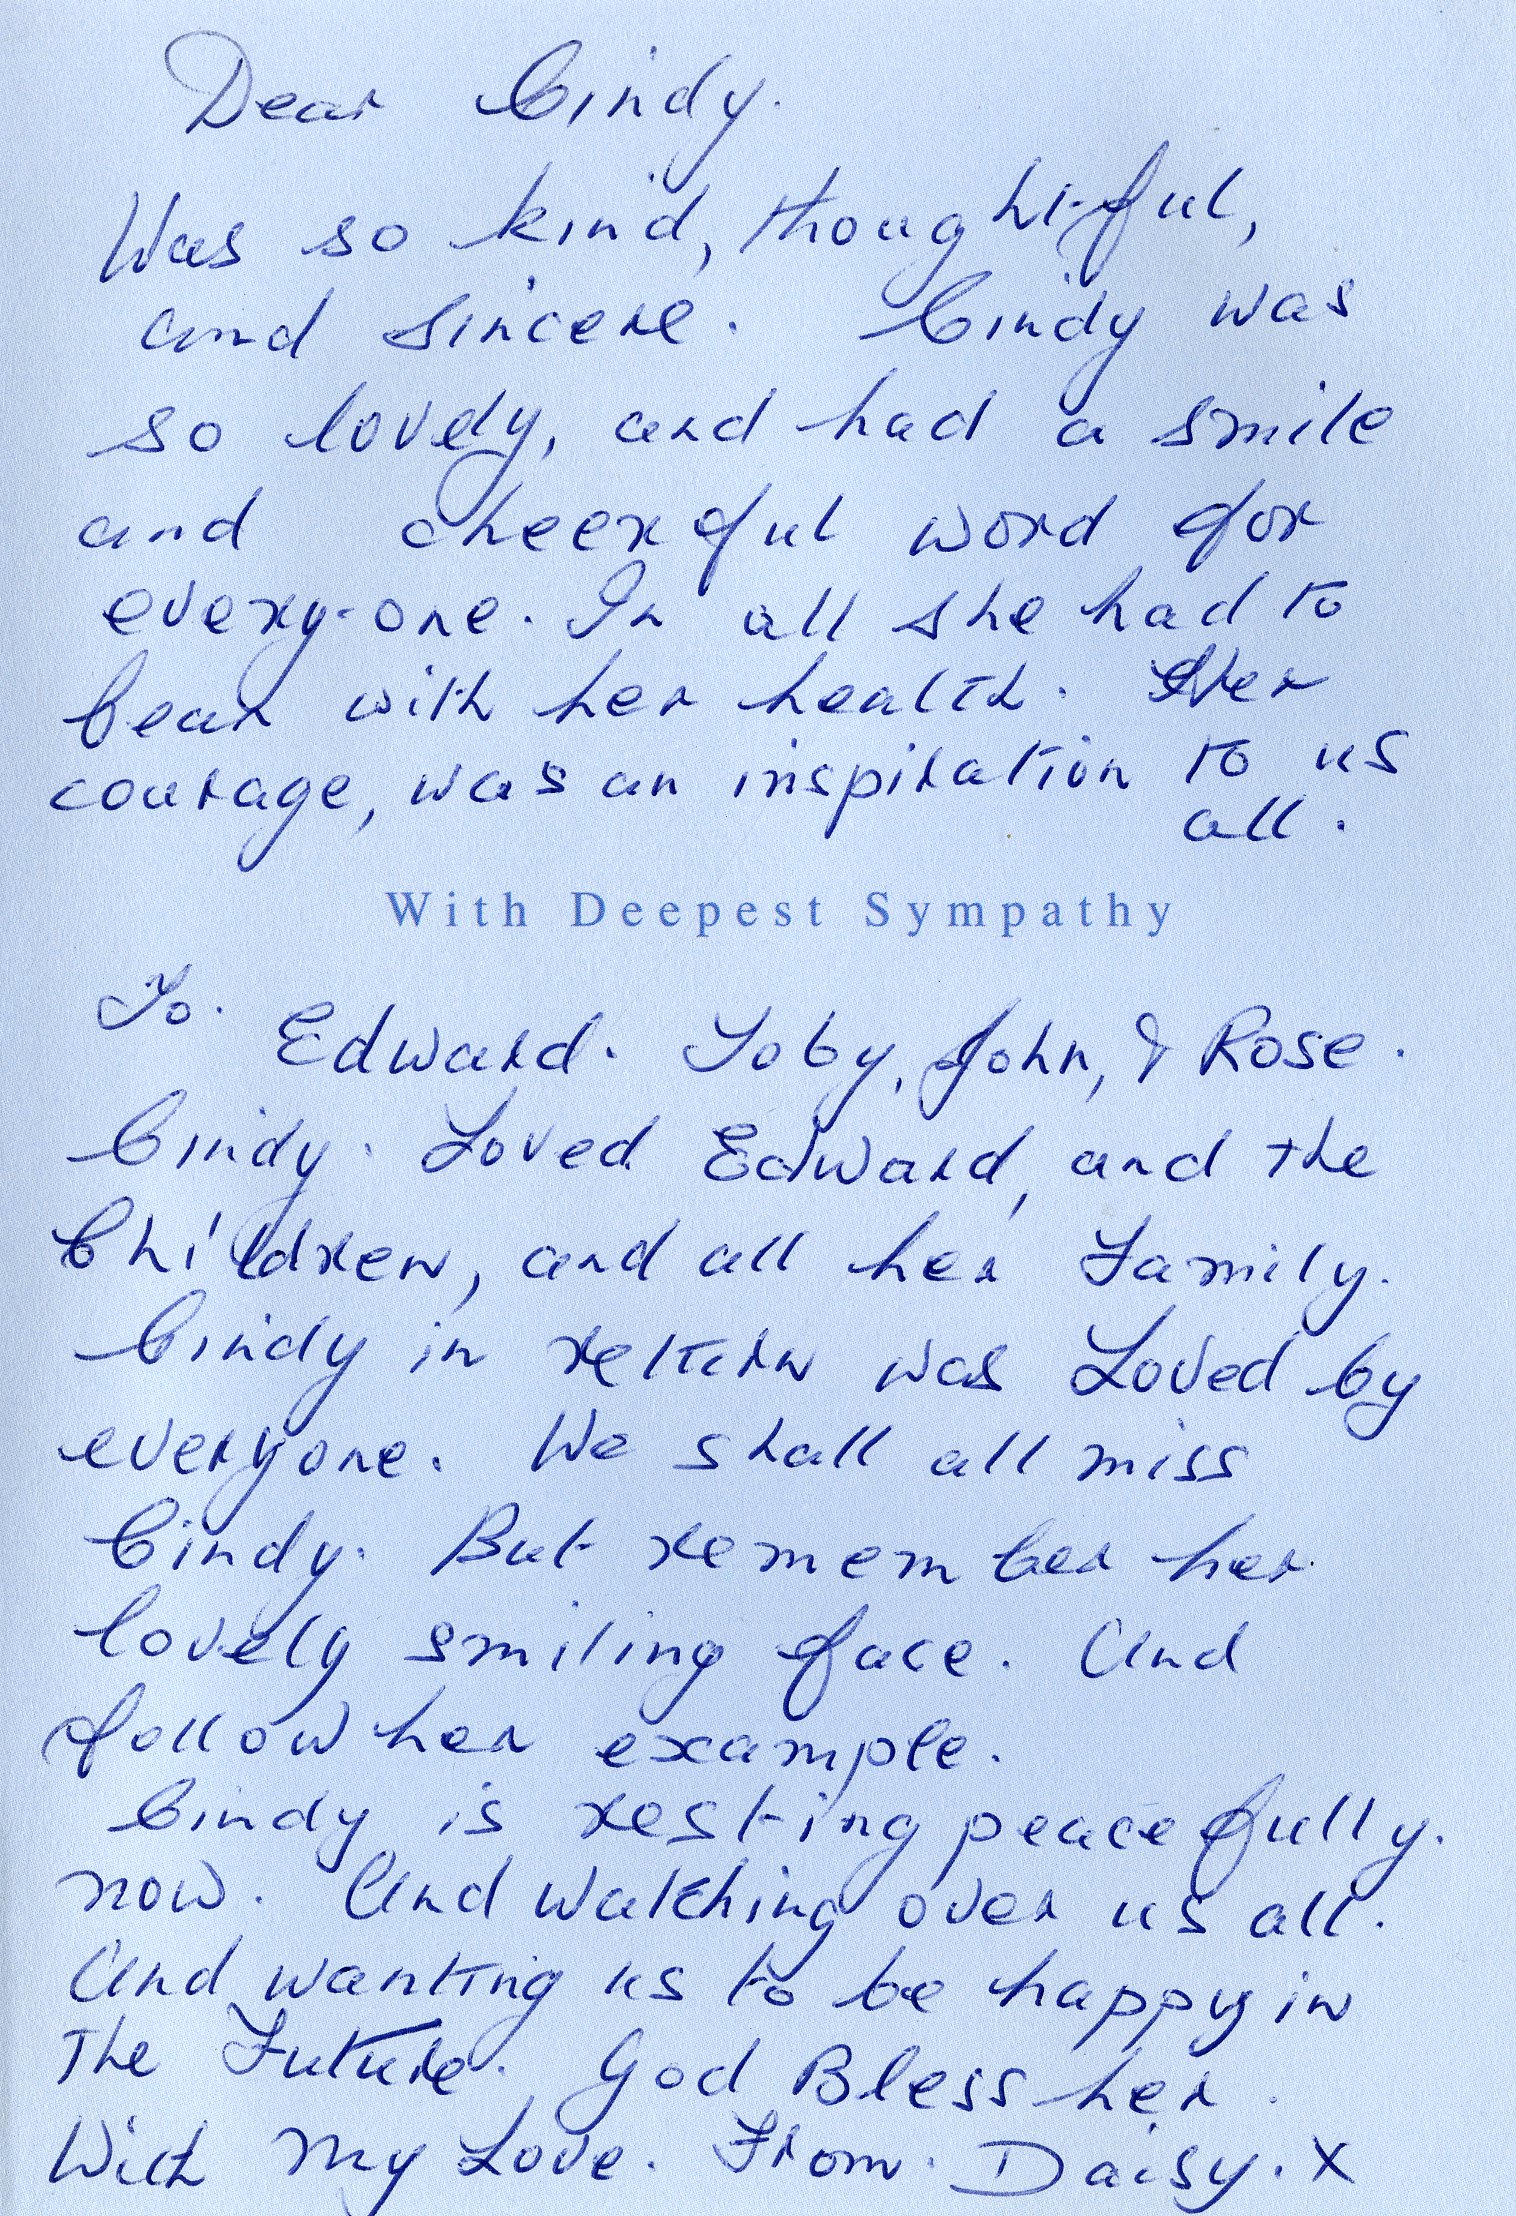 Dear Cindy.
Was so kind, thoughtful,
and sincere. Cindy was
so lovely, and had a smile
and cheerful word for
every-one. In all she had to
bear with her health. Her
courage, was an inspiration to us
all.
With Deepest Sympathy
To.
Edward. Toby, John, & Rose.
Cindy. Loved Edward, and the
Children, and all her Family.
Cindy in return was Loved by
everyone. We shall all miss
Cindy. But remember her
lovely smiling face. And
follow her example.
Cindy is resting peacefully.
now. And watching over us all.
And wanting us to be happy in
The Future. God Bless her.
With My Love. From. Daisy. X